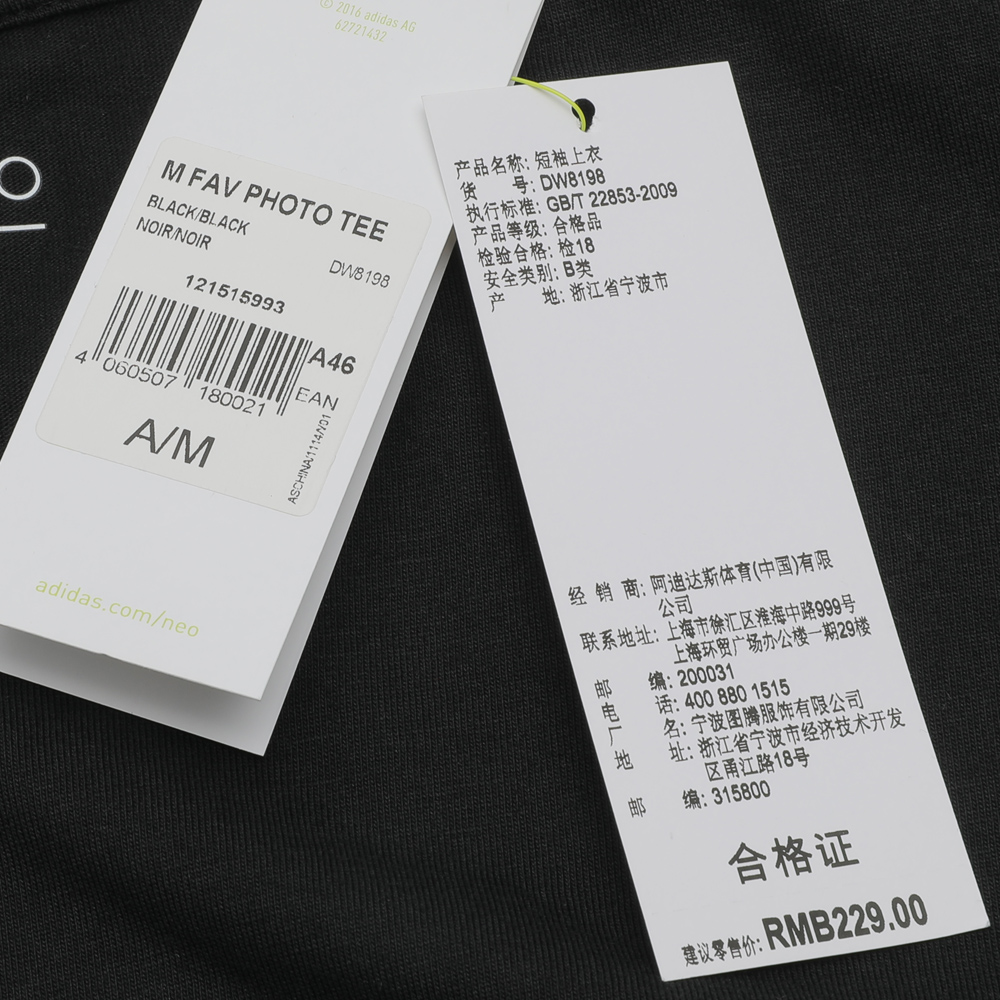 © 2016 adidas AG
62721432
M FAV PHOTO TEE
BLACK/BLACK
NOIR/NOIR
DW8198
121515993
A46
4 060507 180021 EAN
A/M
ASCHINA/1114/V01
adidas.com/neo
产品名称: 短袖上衣
货 号: DW8198
执行标准: GB/T 22853-2009
产品等级: 合格品
检验合格: 检18
安全类别: B类
产 地: 浙江省宁波市
经 销 商: 阿迪达斯体育(中国)有限
公司
联系地址: 上海市徐汇区淮海中路999号
上海环贸广场办公楼一期29楼
邮 编: 200031
电 话: 400 880 1515
厂 名: 宁波图腾服饰有限公司
地 址: 浙江省宁波市经济技术开发
区甬江路18号
邮 编: 315800
合格证
建议零售价: RMB229.00